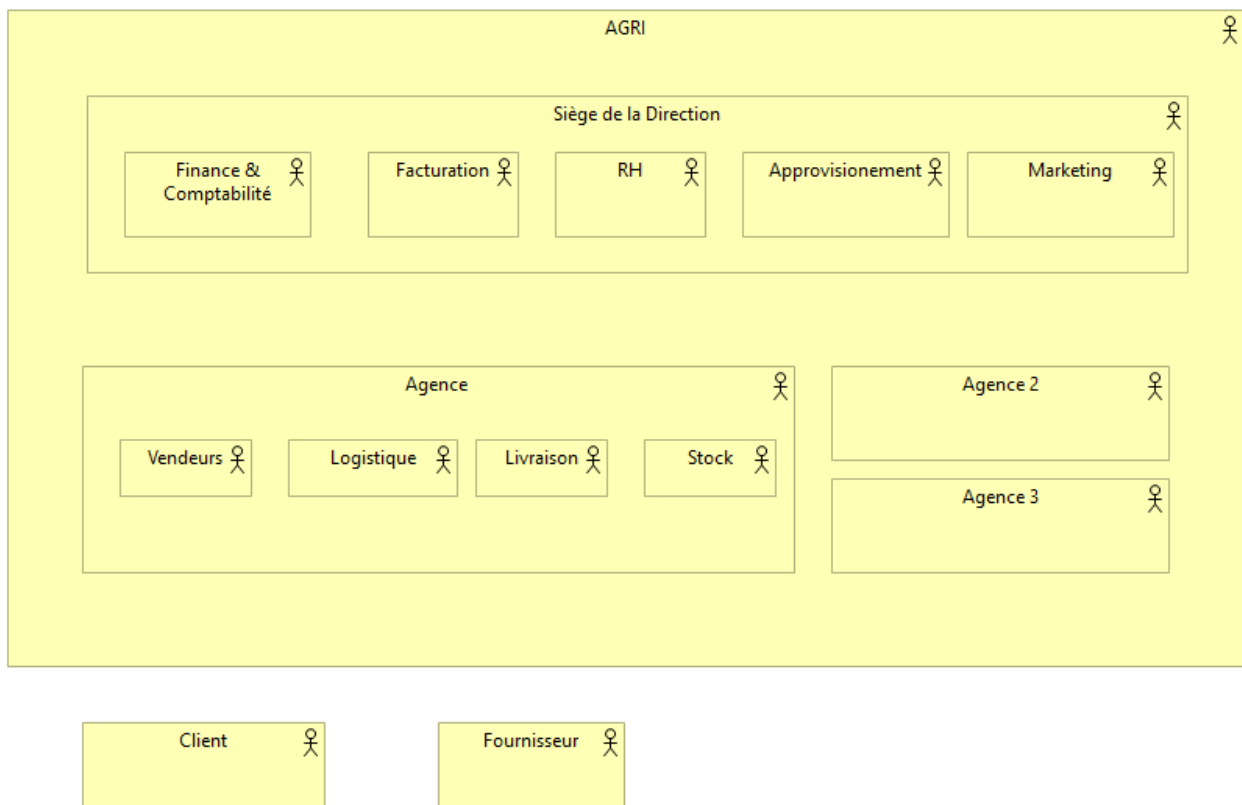 AGRI
Siège de la Direction
Finance &
Comptabilité
Facturation
RH
Approvisionement
Marketing
Agence
Vendeurs
Logistique
Livraison
Stock
Agence 2
Agence 3
Client
Fournisseur